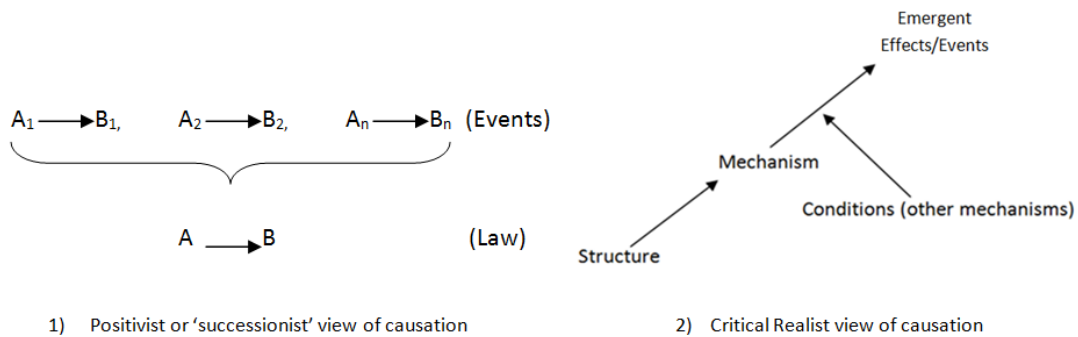 A₁ → B₁, A₂ → B₂, Aₙ → Bₙ (Events)
A → B (Law)
1) Positivist or ‘successionist’ view of causation
Emergent
Effects/Events
Mechanism
Conditions (other mechanisms)
Structure
2) Critical Realist view of causation